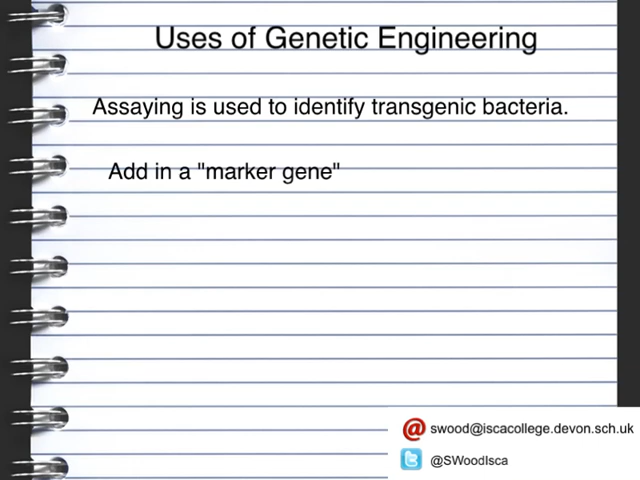 Uses of Genetic Engineering
Assaying is used to identify transgenic bacteria.
Add in a "marker gene"
swood@iscacollege.devon.sch.uk
@SWoodIsca